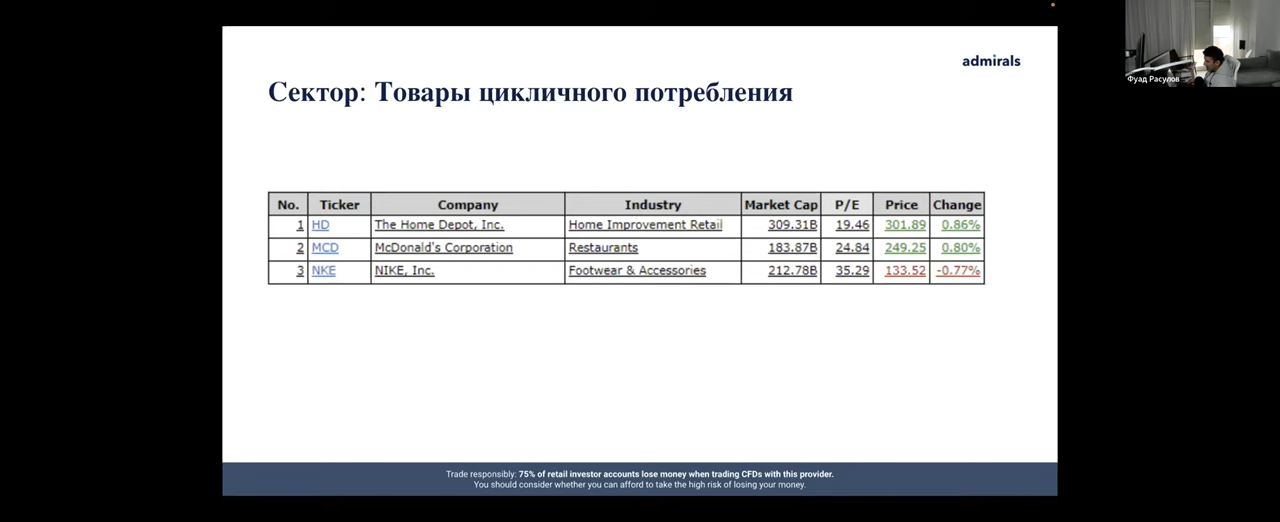 admirals
Фуад Расулов
Сектор: Товары цикличного потребления
No. Ticker Company Industry Market Cap P/E Price Change
1 HD The Home Depot, Inc. Home Improvement Retail 309.31B 19.46 301.89 0.86%
2 MCD McDonald's Corporation Restaurants 183.87B 24.84 249.25 0.80%
3 NKE NIKE, Inc. Footwear & Accessories 212.78B 35.29 133.52 -0.77%
Trade responsibly: 75% of retail investor accounts lose money when trading CFDs with this provider.
You should consider whether you can afford to take the high risk of losing your money.